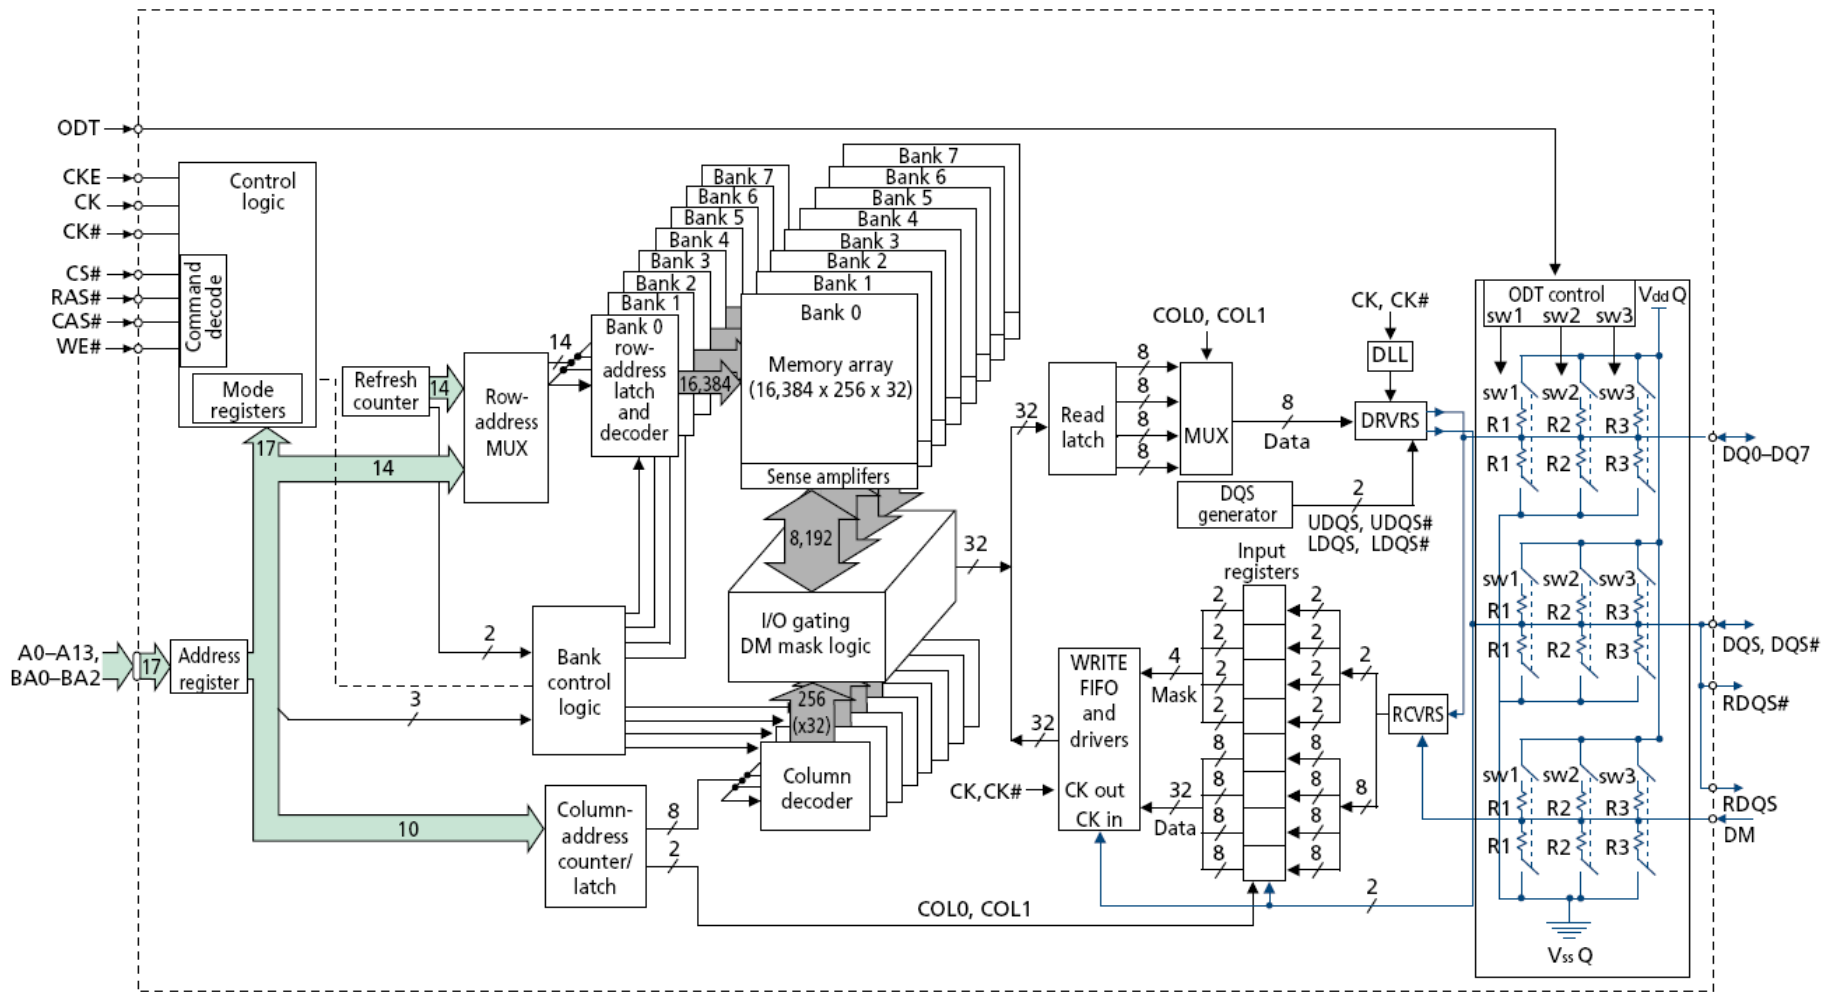 ODT
CKE
CK
CK#
CS#
RAS#
CAS#
WE#
Control
logic
Command
decode
Mode
registers
17
14
Refresh
counter
14
Row-
address
MUX
14
Bank 7
Bank 6
Bank 5
Bank 4
Bank 3
Bank 2
Bank 1
Bank 0
row-
address
latch
and
decoder
16,384
Bank 7
Bank 6
Bank 5
Bank 4
Bank 3
Bank 2
Bank 1
Bank 0
Memory array
(16,384 x 256 x 32)
Sense amplifers
8,192
I/O gating
DM mask logic
256
(x32)
Column
decoder
A0–A13,
BA0–BA2
17
Address
register
2
3
Bank
control
logic
10
Column-
address
counter/
latch
8
2
COL0, COL1
32
32
32
Read
latch
8
8
8
8
COL0, COL1
MUX
8
Data
CK, CK#
DLL
DRVRS
DQS
generator
2
UDQS, UDQS#
LDQS, LDQS#
Input
registers
2
2
2
2
8
8
8
8
2
2
2
2
8
8
8
8
4
Mask
32
Data
WRITE
FIFO
and
drivers
CK out
CK in
CK,CK#
2
8
RCVRS
2
ODT control
sw1 sw2 sw3
Vdd Q
sw1 sw2 sw3
R1 R2 R3
R1 R2 R3
sw1 sw2 sw3
R1 R2 R3
R1 R2 R3
sw1 sw2 sw3
R1 R2 R3
R1 R2 R3
Vss Q
DQ0–DQ7
DQS, DQS#
RDQS#
RDQS
DM